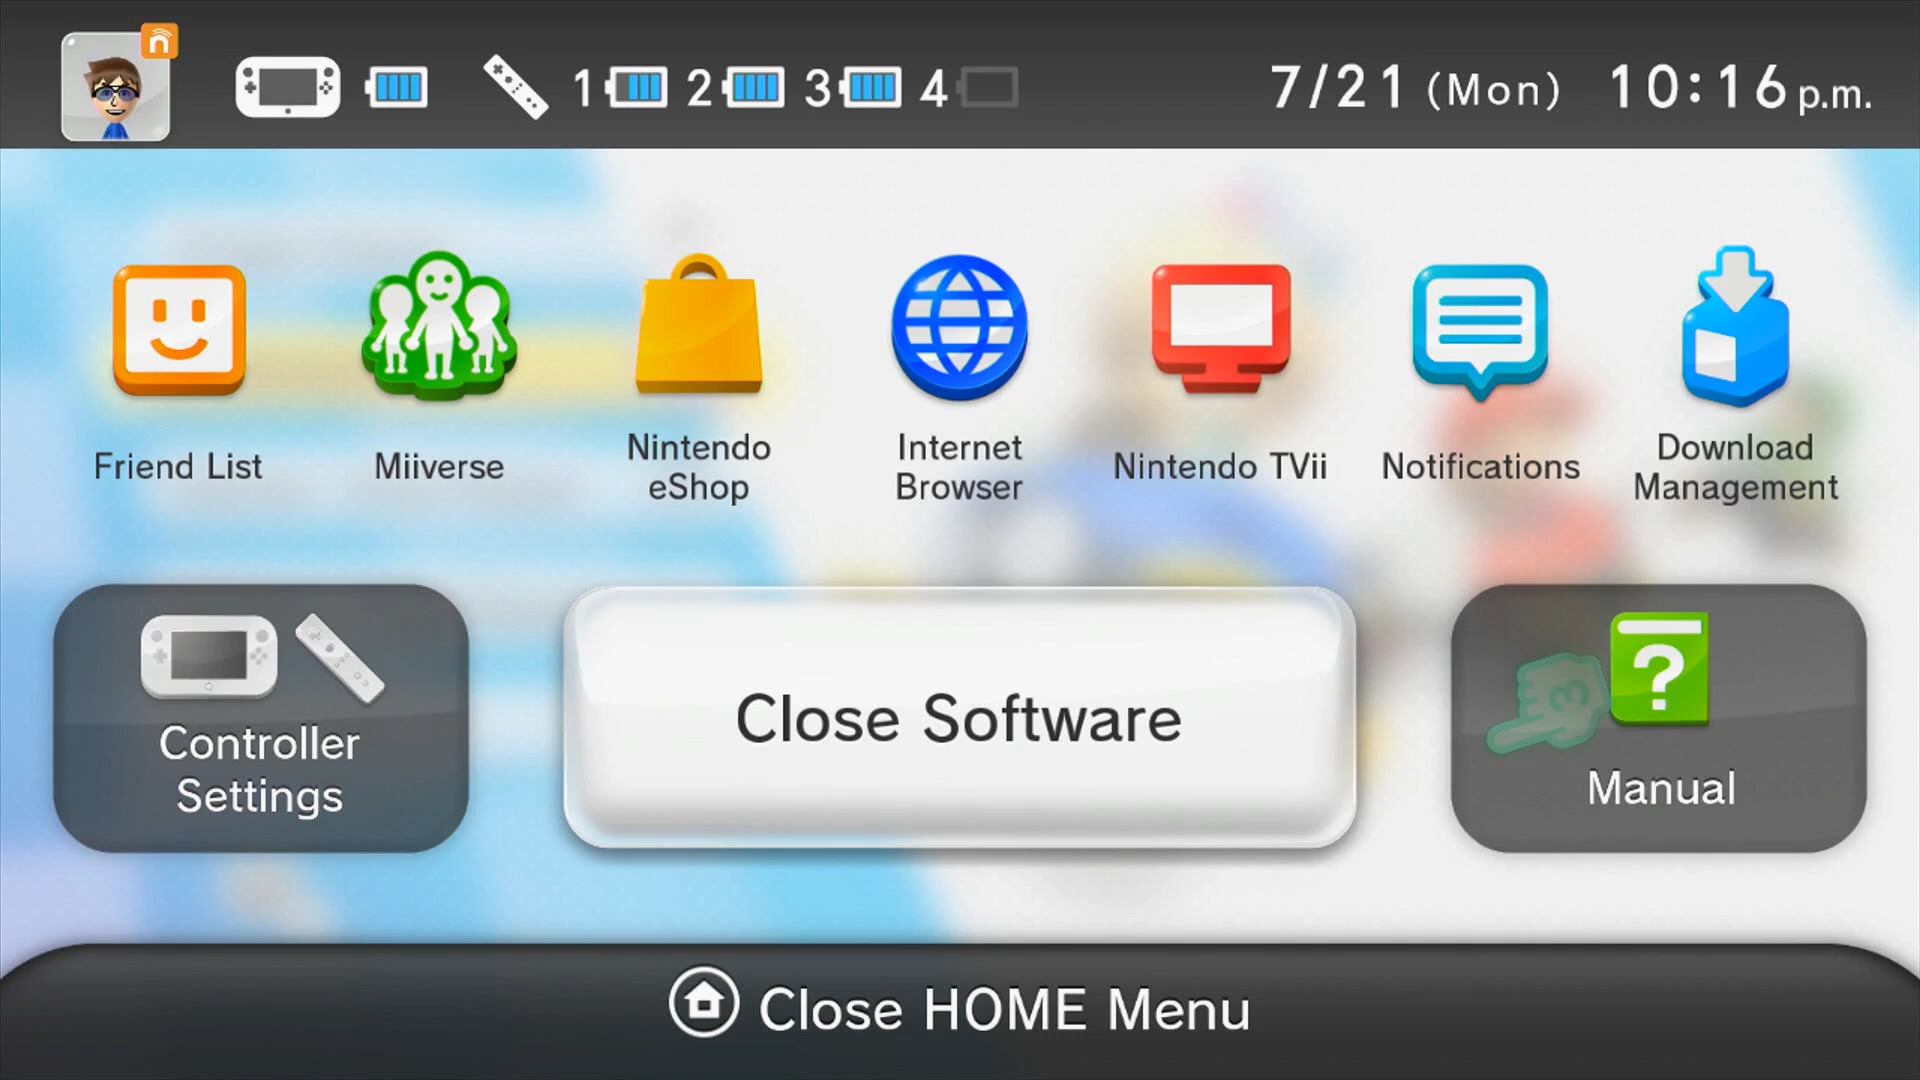 1 2 3 4 7/21 (Mon) 10:16 p.m.
Friend List
Miiverse
Nintendo
eShop
Internet
Browser
Nintendo TVii
Notifications
Download
Management
Controller
Settings
Close Software
3
?
Manual
Close HOME Menu